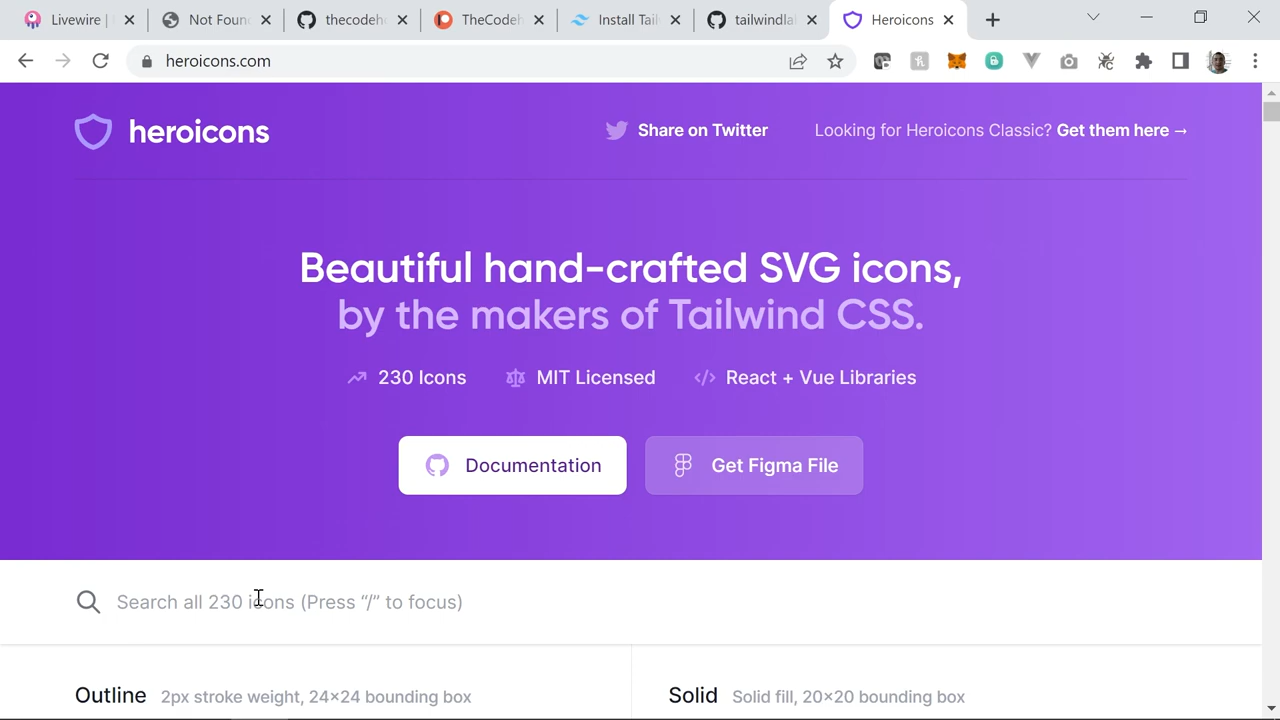 Livewire |
Not Foun
thecodeh
TheCodeh
Install Tail
tailwindla
Heroicons
heroicons.com
heroicons
Share on Twitter
Looking for Heroicons Classic? Get them here →
Beautiful hand-crafted SVG icons,
by the makers of Tailwind CSS.
230 Icons
MIT Licensed
React + Vue Libraries
Documentation
Get Figma File
Search all 230 icons (Press “/” to focus)
Outline 2px stroke weight, 24×24 bounding box
Solid Solid fill, 20×20 bounding box